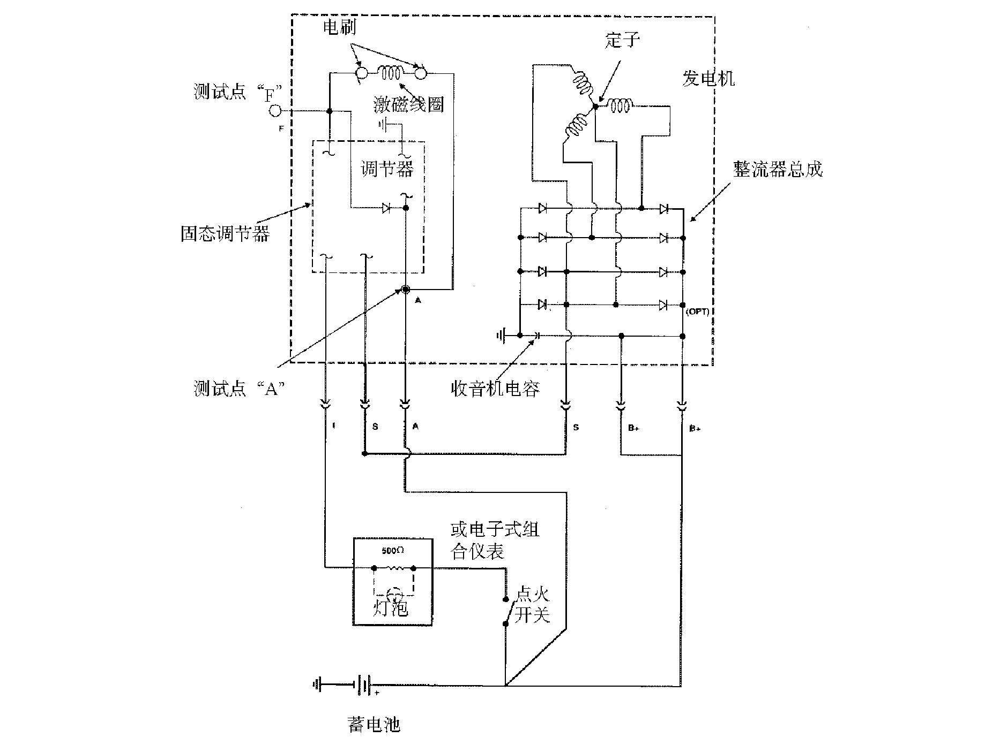 电刷
定子
发电机
测试点 “F”
激磁线圈
F
调节器
整流器总成
固态调节器
A
(OPT)
测试点 “A”
收音机电容
I
S
A
S
B+
B+
或电子式组
合仪表
500Ω
点火
开关
灯泡
+
蓄电池